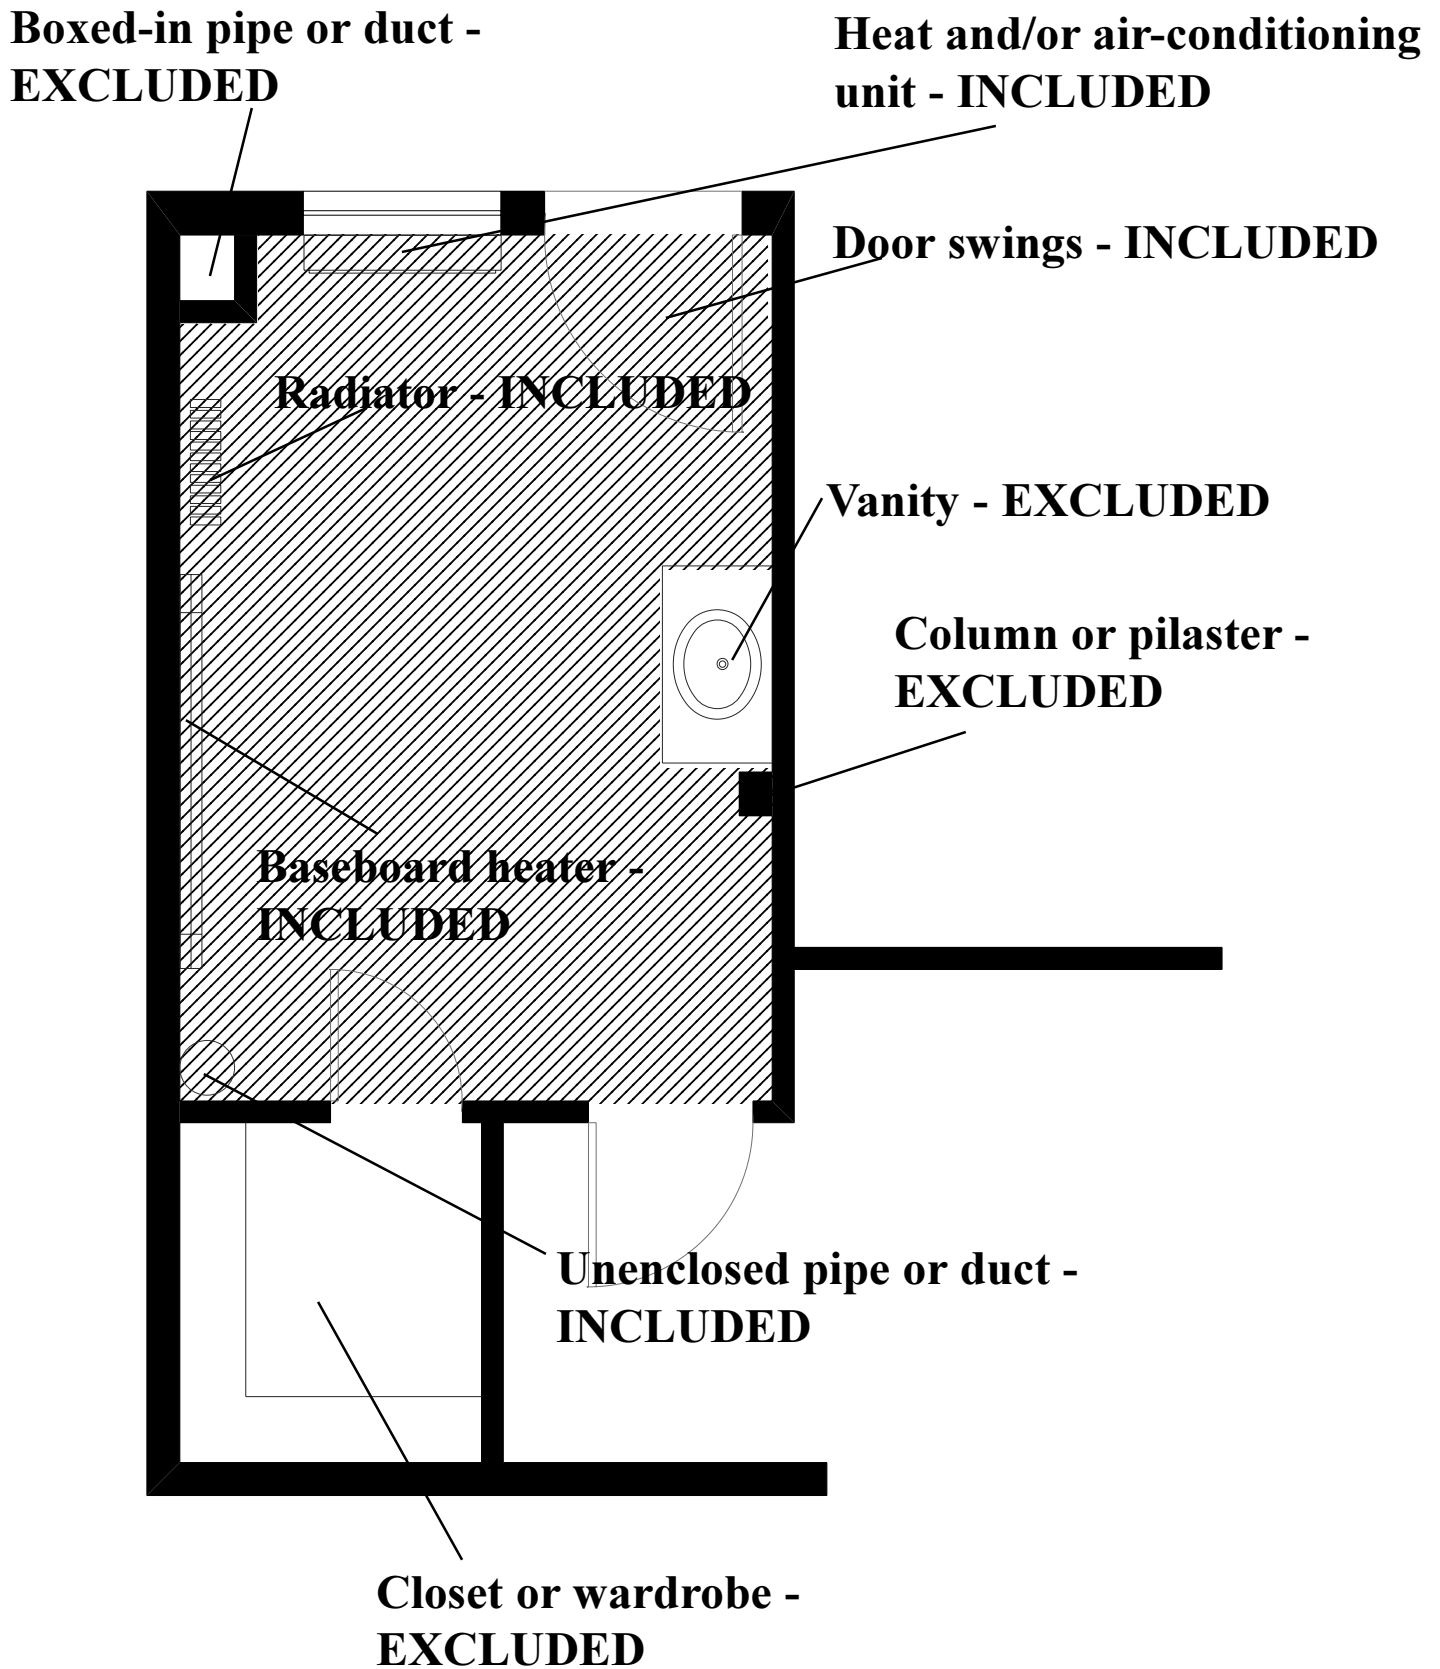 Boxed-in pipe or duct -
EXCLUDED
Heat and/or air-conditioning
unit - INCLUDED
Door swings - INCLUDED
Radiator - INCLUDED
Vanity - EXCLUDED
Column or pilaster -
EXCLUDED
Baseboard heater -
INCLUDED
Unenclosed pipe or duct -
INCLUDED
Closet or wardrobe -
EXCLUDED